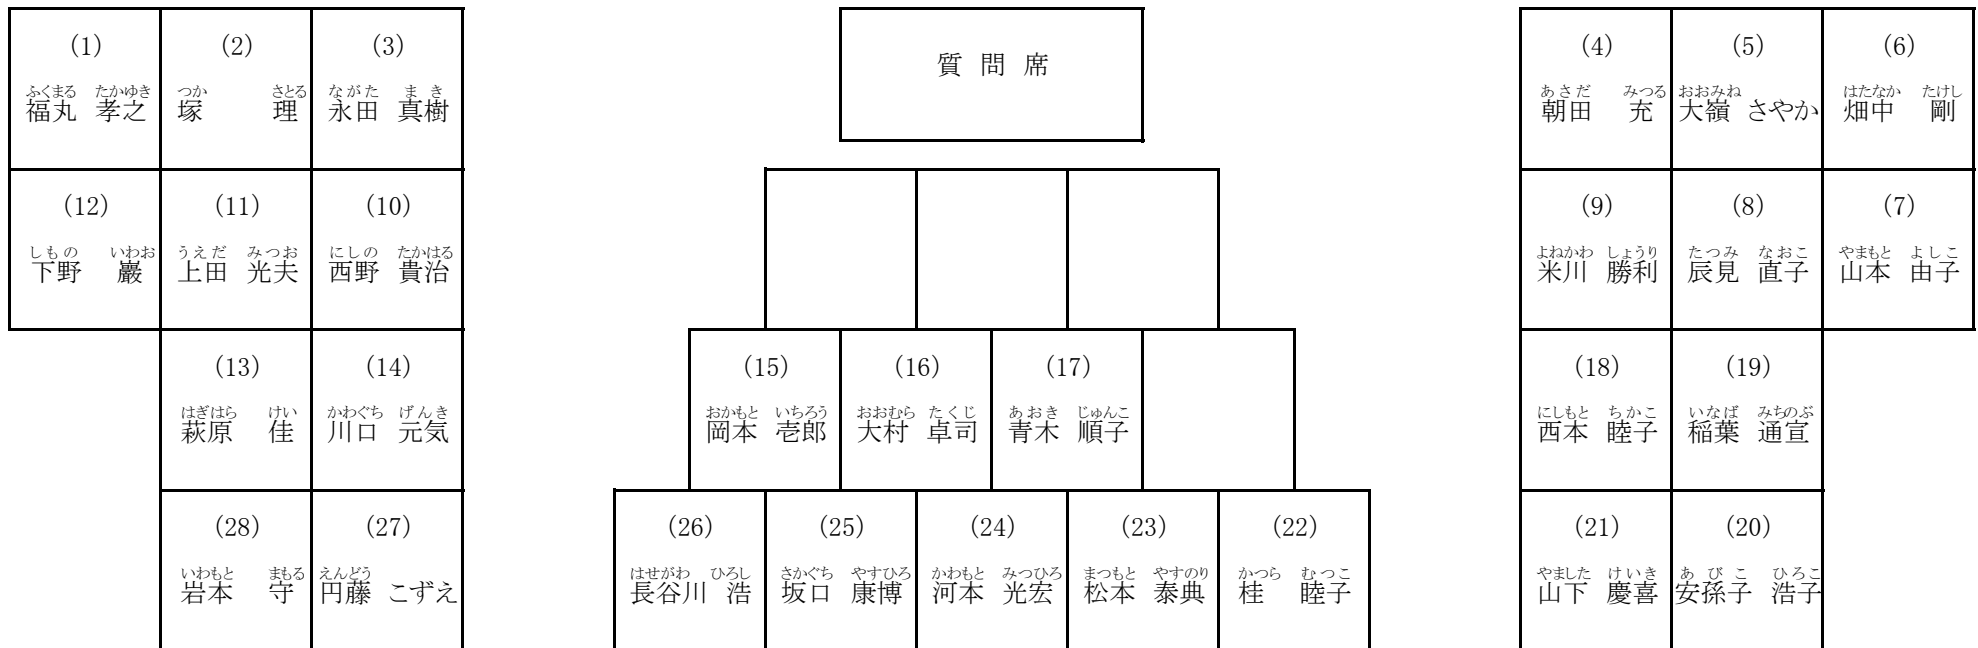 (1) (2) (3) 質問席 (4) (5) (6)
ふくまる たかゆき つか さとる ながた まき あさだ みつる おおみね はたなか たけし
福丸 孝之 塚 理 永田 真樹 朝田 充 大嶺 さやか 畑中 剛
(12) (11) (10) (9) (8) (7)
しもの いわお うえだ みつお にしの たかはる よねかわ しょうり たつみ なおこ やまもと よしこ
下野 巖 上田 光夫 西野 貴治 米川 勝利 辰見 直子 山本 由子
(13) (14) (15) (16) (17) (18) (19)
はぎはら けい かわぐち げんき おかもと いちろう おおむら たくじ あおき じゅんこ にしもと ちかこ いなば みちのぶ
萩原 佳 川口 元気 岡本 壱郎 大村 卓司 青木 順子 西本 睦子 稲葉 通宣
(28) (27) (26) (25) (24) (23) (22) (21) (20)
いわもと まもる えんどう はせがわ ひろし さかぐち やすひろ かわもと みつひろ まつもと やすのり かつら むつこ やました けいき あびこ ひろこ
岩本 守 円藤 こずえ 長谷川 浩 坂口 康博 河本 光宏 松本 泰典 桂 睦子 山下 慶喜 安孫子 浩子